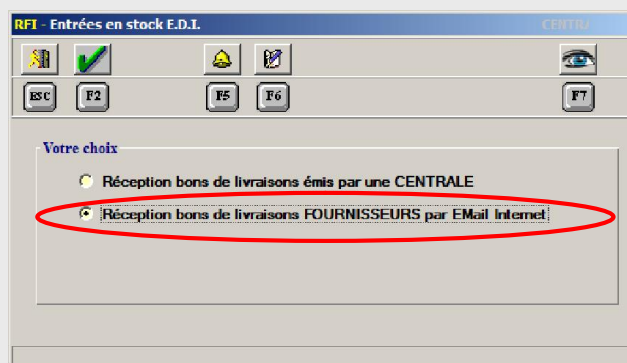 RFI - Entrées en stock E.D.I. CENTRA
ESC F2 F5 F6 F7
Votre choix
Réception bons de livraisons émis par une CENTRALE
Réception bons de livraisons FOURNISSEURS par EMail Internet